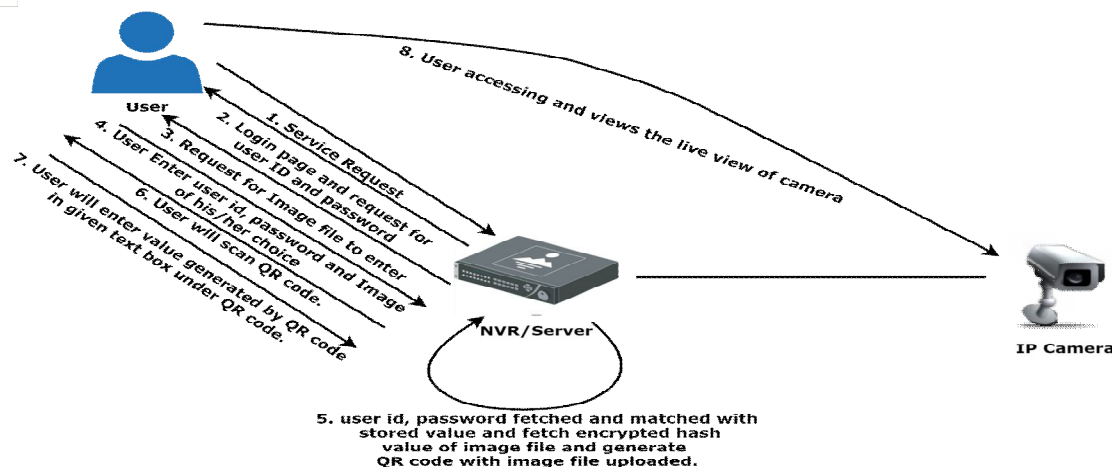 8. User accessing and views the live view of camera
User
1. Service Request
2. Login page and request for
user ID and password
3. Request for Image file to enter
4. User Enter user id, password and Image
of his/her choice
6. User will scan QR code.
7. User will enter value generated by QR code
in given text box under QR code.
NVR/Server
IP Camera
5. user id, password fetched and matched with
stored value and fetch encrypted hash
value of image file and generate
QR code with image file uploaded.